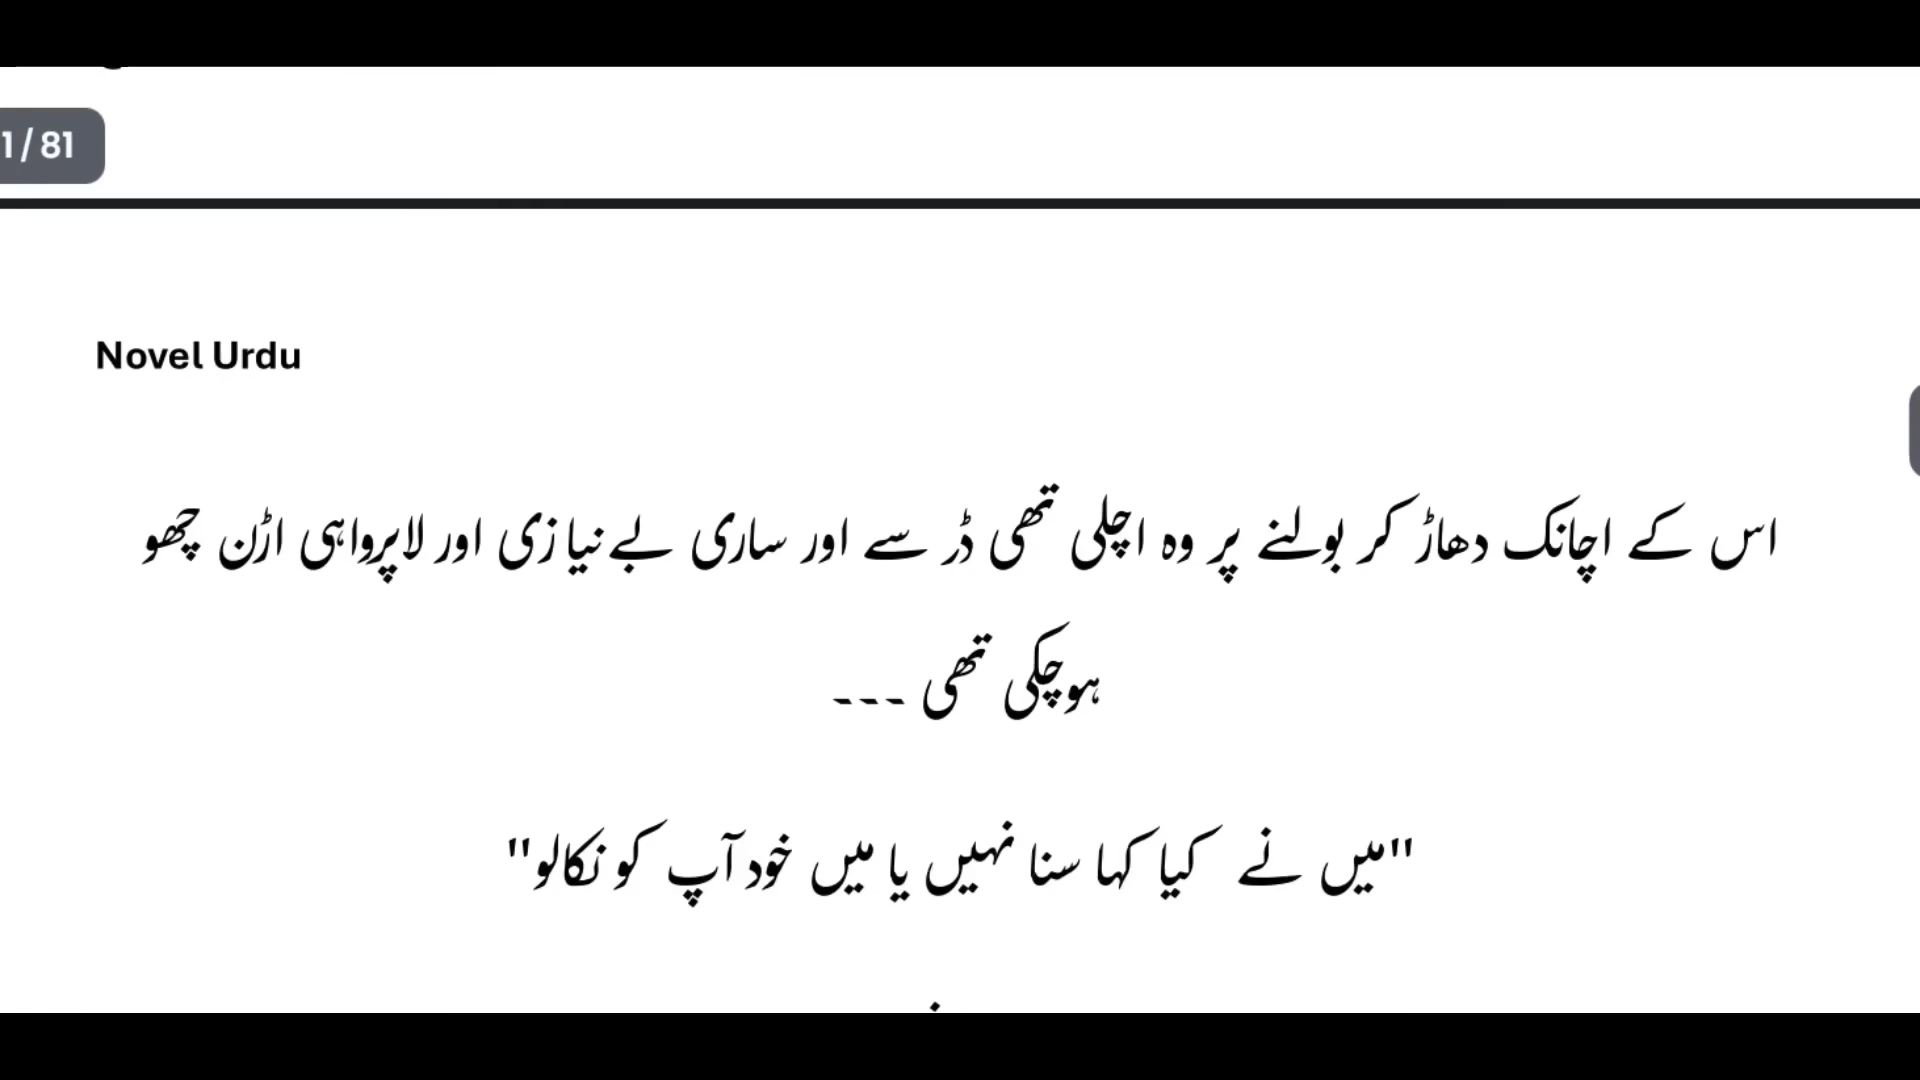 1 / 81
Novel Urdu
اس کے اچانک دھاڑ کر بولنے پر وہ اچلی تھی ڈر سے اور ساری بے نیازی اور لاپرواہی اڑن چھو
ہوچکی تھی ---
"میں نے کیا کہا سنا نہیں یا میں خود آپ کو نکالو"